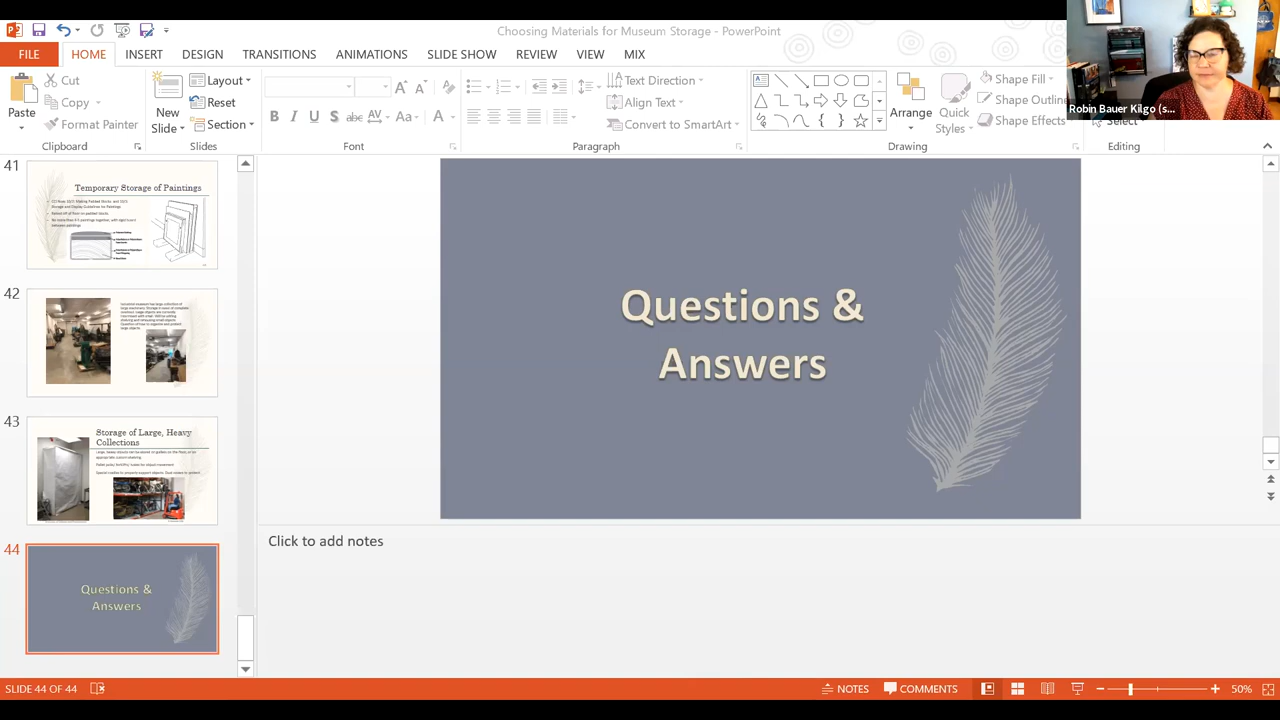 Choosing Materials for Museum Storage - PowerPoint
FILE
HOME
INSERT
DESIGN
TRANSITIONS
ANIMATIONS
SLIDE SHOW
REVIEW
VIEW
MIX
Paste
Cut
Copy
Format Painter
Clipboard
New
Slide
Layout
Reset
Section
Slides
B I U S abc AV Aa A
Font
Text Direction
Align Text
Convert to SmartArt
Paragraph
Arrange
Quick
Styles
Shape Fill
Shape Outlin
Shape Effects
Drawing
Select
Editing
Robin Bauer Kilgo (s...
41
Temporary Storage of Paintings
42
43
Storage of Large, Heavy
Collections
44
Questions &
Answers
Questions &
Answers
Click to add notes
SLIDE 44 OF 44
NOTES
COMMENTS
50%